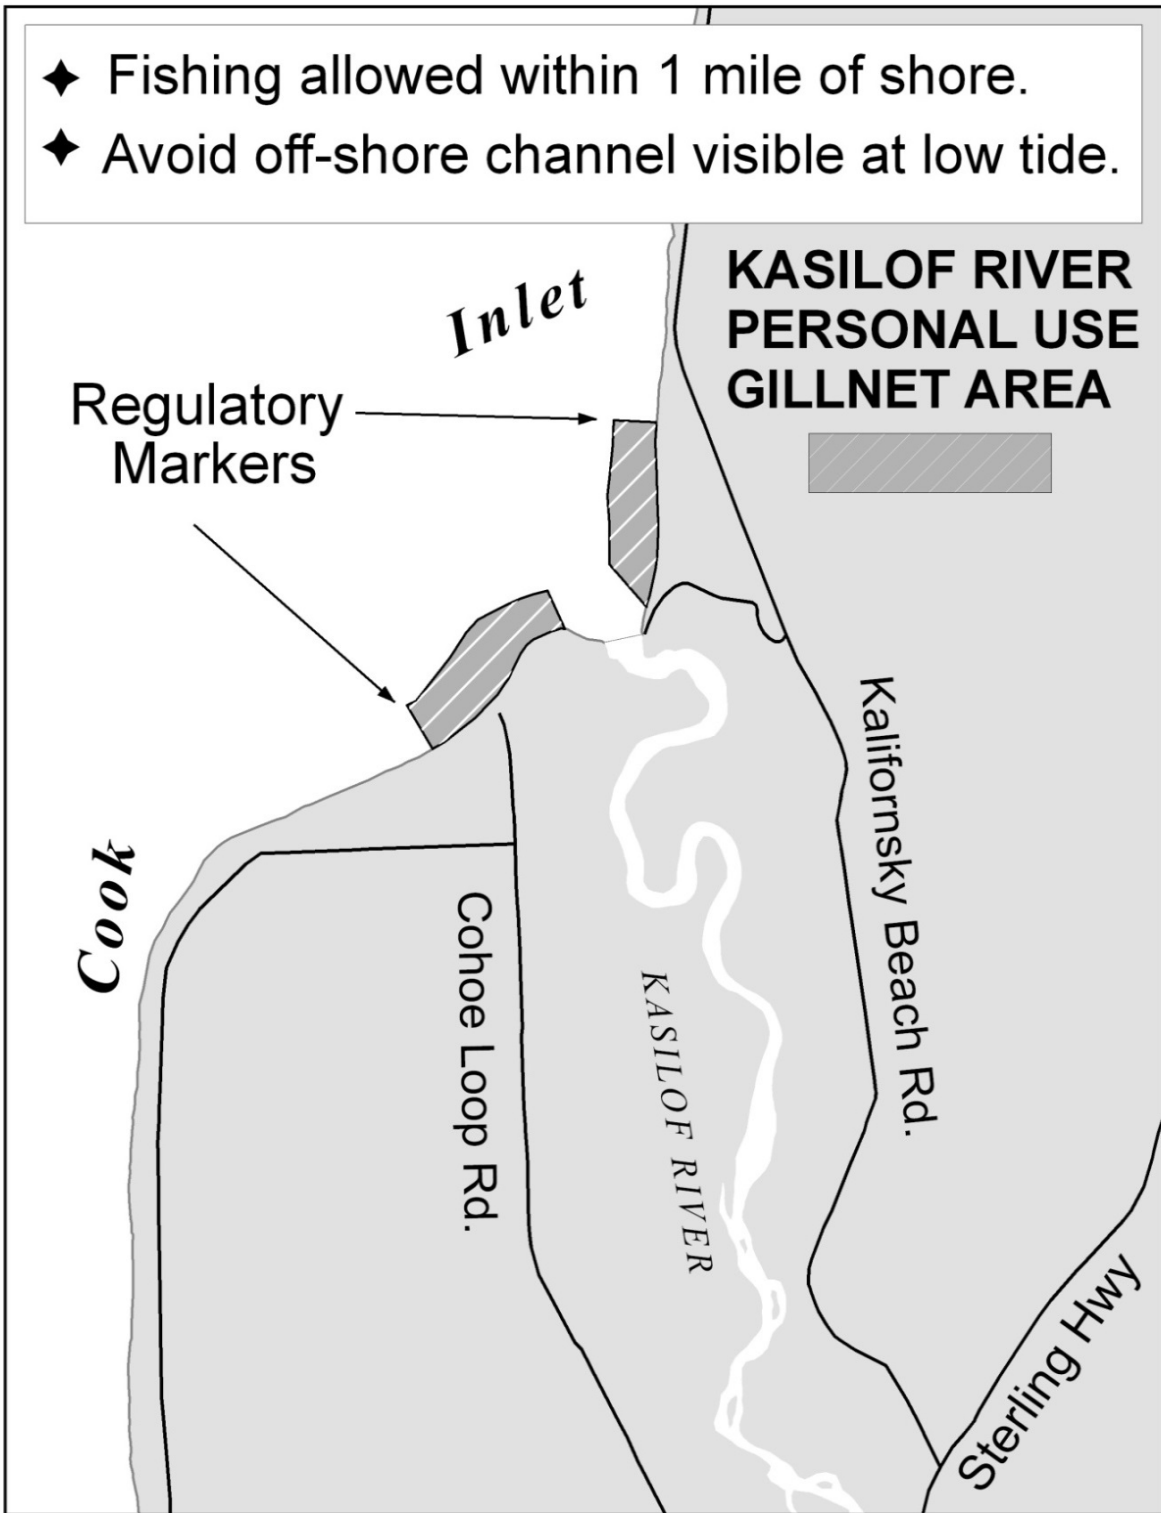 Fishing allowed within 1 mile of shore.
Avoid off-shore channel visible at low tide.
KASILOF RIVER
PERSONAL USE
GILLNET AREA
Inlet
Regulatory
Markers
Kalifornsky Beach Rd.
Cook
Cohoe Loop Rd.
KASILOF RIVER
Sterling Hwy